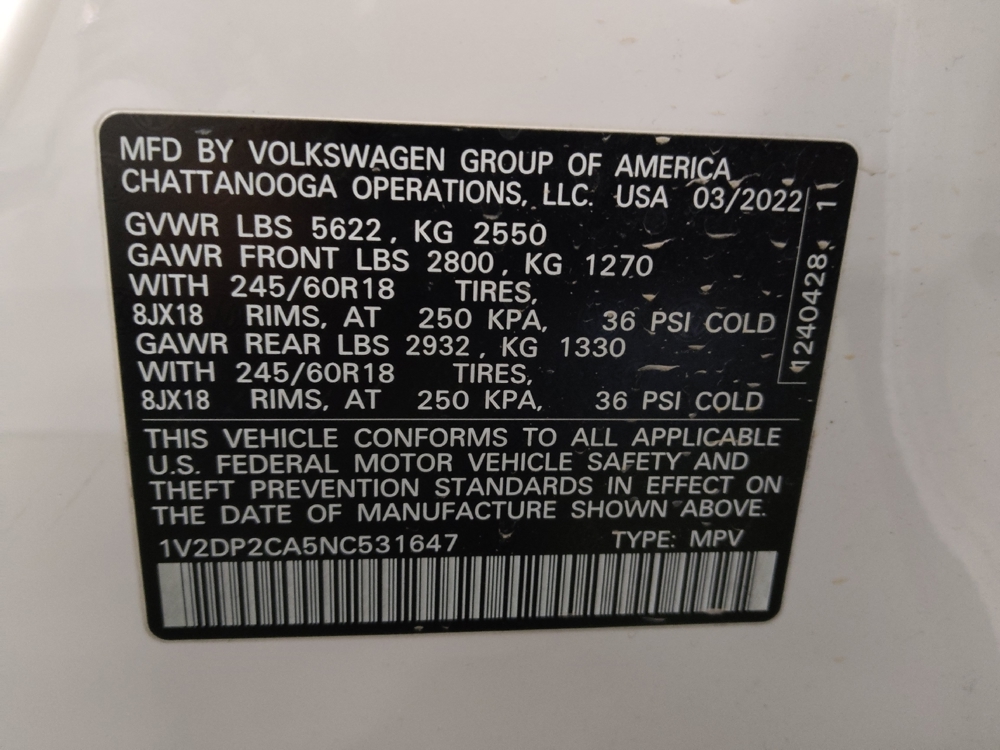 MFD BY VOLKSWAGEN GROUP OF AMERICA
CHATTANOOGA OPERATIONS, LLC. USA 03/2022
GVWR LBS 5622, KG 2550
GAWR FRONT LBS 2800, KG 1270
WITH 245/60R18 TIRES,
8JX18 RIMS, AT 250 KPA, 36 PSI COLD
GAWR REAR LBS 2932, KG 1330
WITH 245/60R18 TIRES,
8JX18 RIMS, AT 250 KPA, 36 PSI COLD
THIS VEHICLE CONFORMS TO ALL APPLICABLE
U.S. FEDERAL MOTOR VEHICLE SAFETY AND
THEFT PREVENTION STANDARDS IN EFFECT ON
THE DATE OF MANUFACTURE SHOWN ABOVE.
1V2DP2CA5NC531647 TYPE: MPV
1240428